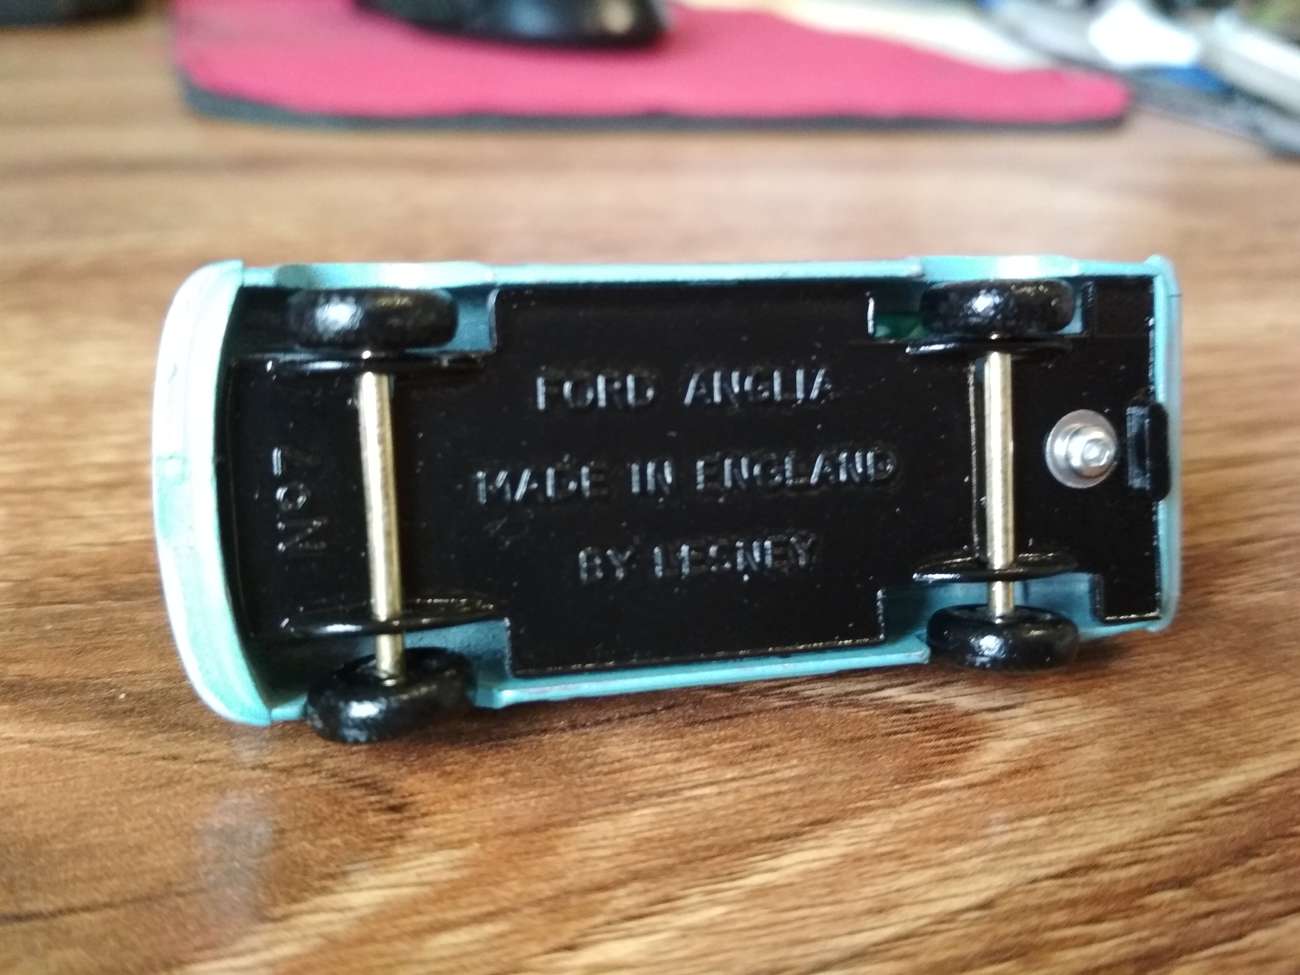 FORD ANGLIA
MADE IN ENGLAND
BY LESNEY
No 7